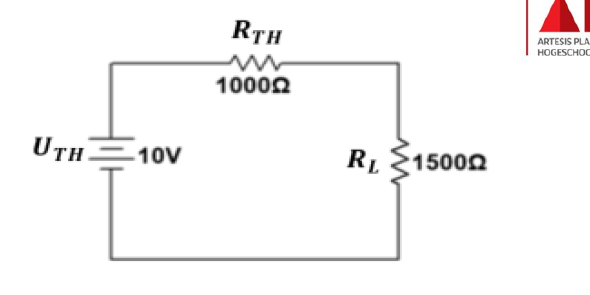 R_TH
1000Ω
U_TH
10V
R_L
1500Ω
ARTESIS PLA
HOGESCHOO